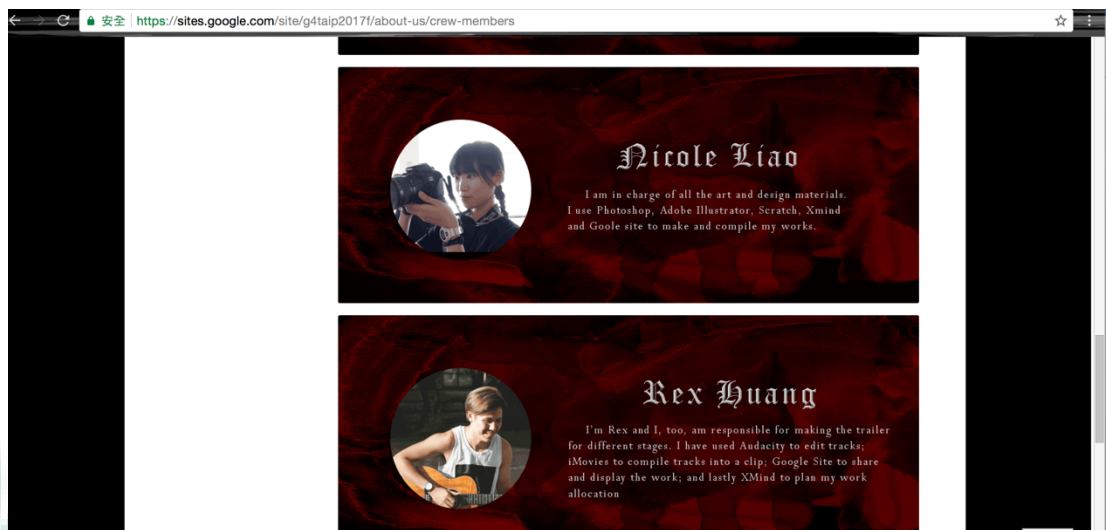 安全 https://sites.google.com/site/g4taip2017f/about-us/crew-members
Nicole Liao
I am in charge of all the art and design materials.
I use Photoshop, Adobe Illustrator, Scratch, Xmind
and Goole site to make and compile my works.
Rex Huang
I'm Rex and I, too, am responsible for making the trailer
for different stages. I have used Audacity to edit tracks;
iMovies to compile tracks into a clip; Google Site to share
and display the work; and lastly XMind to plan my work
allocation